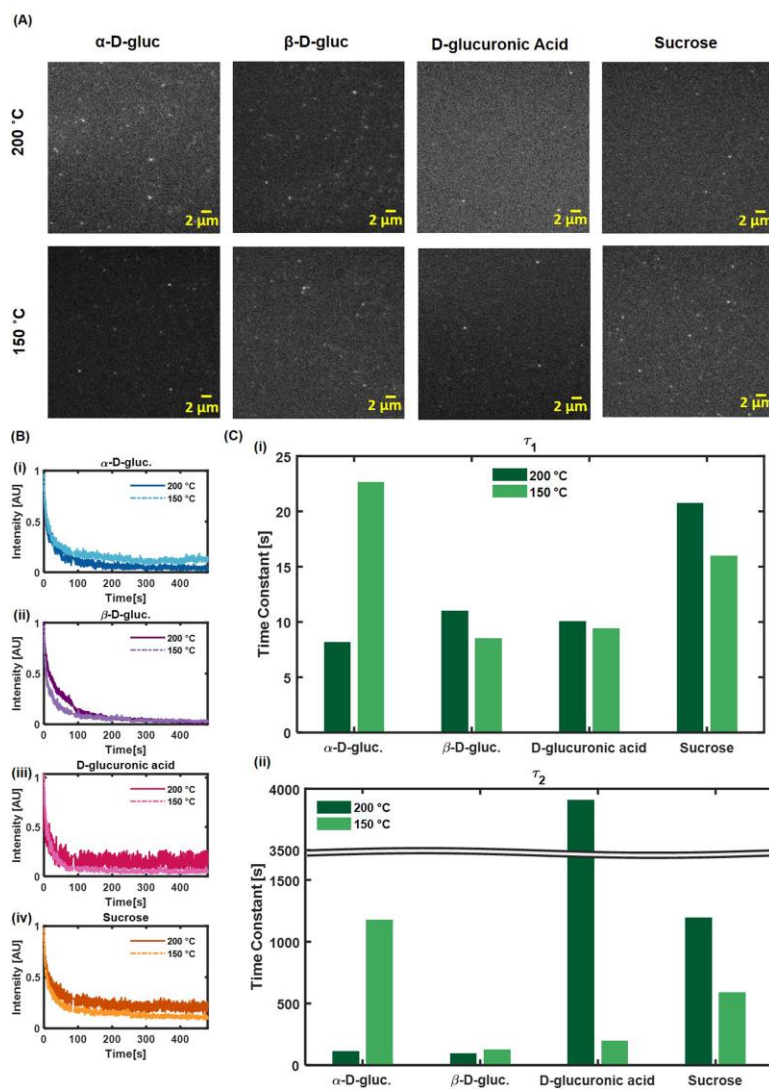 (A)
α-D-gluc β-D-gluc D-glucuronic Acid Sucrose
200 °C
2 μm 2 μm 2 μm 2 μm
150 °C
2 μm 2 μm 2 μm 2 μm
(B)
(i)
α-D-gluc.
Intensity [AU]
1
0.5
0
200 °C
150 °C
0 100 200 300 400
Time[s]
(ii)
β-D-gluc.
Intensity [AU]
1
0.5
0
200 °C
150 °C
0 100 200 300 400
Time[s]
(iii)
D-glucuronic acid
Intensity [AU]
1
0.5
0
200 °C
150 °C
0 100 200 300 400
Time[s]
(iv)
Sucrose
Intensity [AU]
1
0.5
0
200 °C
150 °C
0 100 200 300 400
Time[s]
(C)
(i)
τ1
Time Constant [s]
25
20
15
10
5
0
200 °C
150 °C
α-D-gluc. β-D-gluc. D-glucuronic acid Sucrose
(ii)
τ2
Time Constant [s]
4000
3500
1500
1000
500
0
200 °C
150 °C
α-D-gluc. β-D-gluc. D-glucuronic acid Sucrose